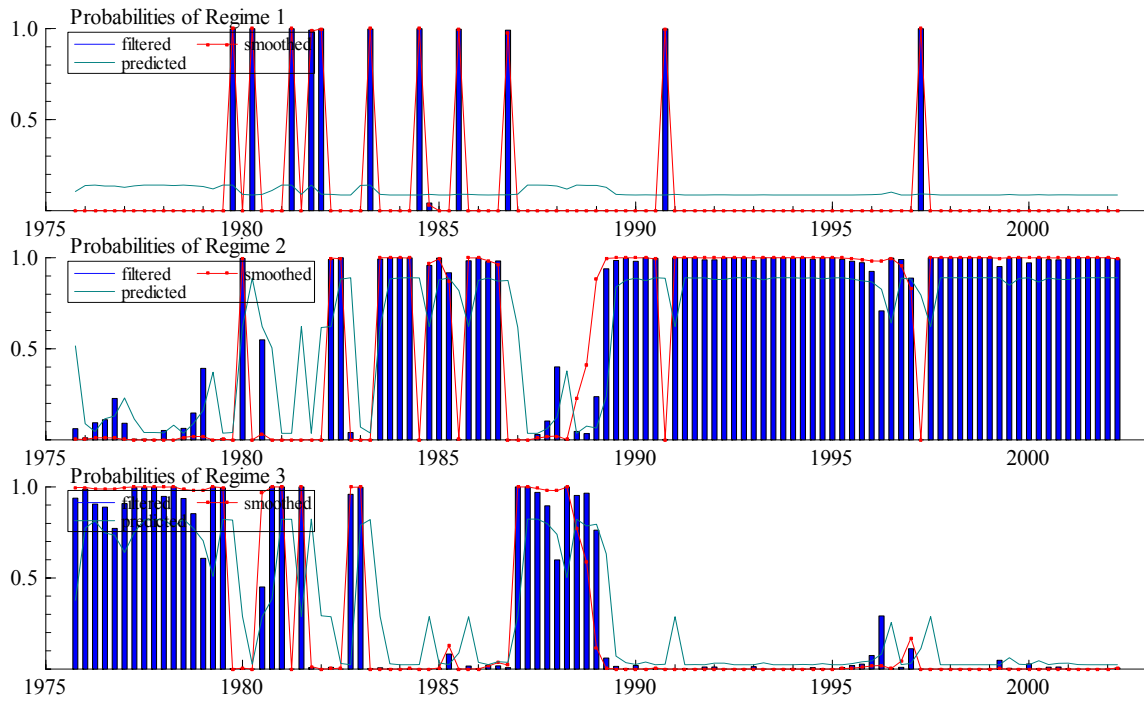 Probabilities of Regime 1
1.0
filtered smoothed
predicted
0.5
1975 1980 1985 1990 1995 2000
Probabilities of Regime 2
1.0
filtered smoothed
predicted
0.5
1975 1980 1985 1990 1995 2000
Probabilities of Regime 3
1.0
filtered smoothed
predicted
0.5
1975 1980 1985 1990 1995 2000